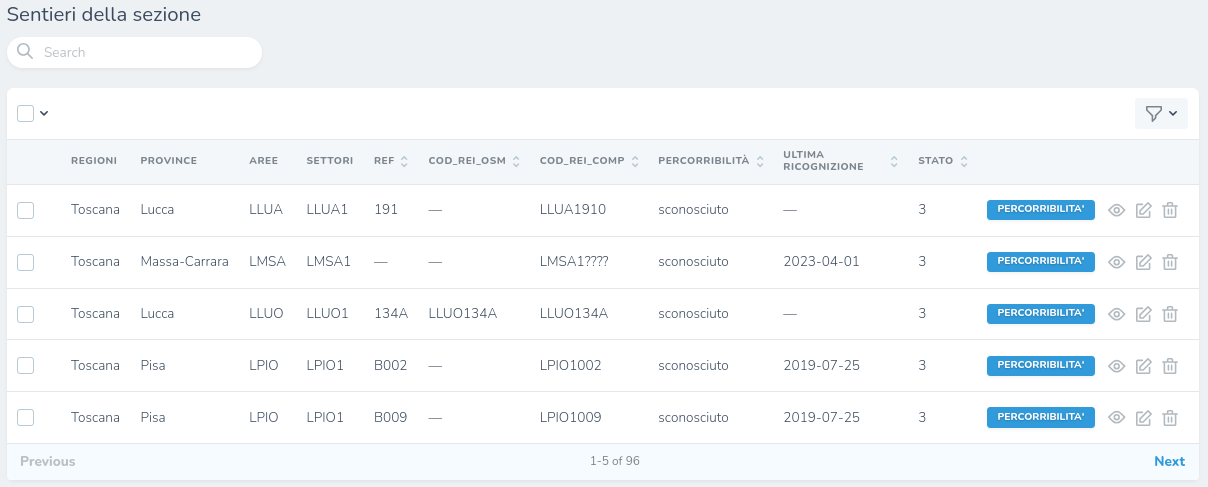 Sentieri della sezione
Search
REGIONI PROVINCE AREE SETTORI REF COD_REI_OSM COD_REI_COMP PERCORRIBILITÀ ULTIMA RICOGNIZIONE STATO
Toscana Lucca LLUA LLUA1 191 — LLUA1910 sconosciuto — 3 PERCORRIBILITA'
Toscana Massa-Carrara LMSA LMSA1 — — LMSA1???? sconosciuto 2023-04-01 3 PERCORRIBILITA'
Toscana Lucca LLUO LLUO1 134A LLUO134A LLUO134A sconosciuto — 3 PERCORRIBILITA'
Toscana Pisa LPIO LPIO1 B002 — LPIO1002 sconosciuto 2019-07-25 3 PERCORRIBILITA'
Toscana Pisa LPIO LPIO1 B009 — LPIO1009 sconosciuto 2019-07-25 3 PERCORRIBILITA'
Previous 1-5 of 96 Next